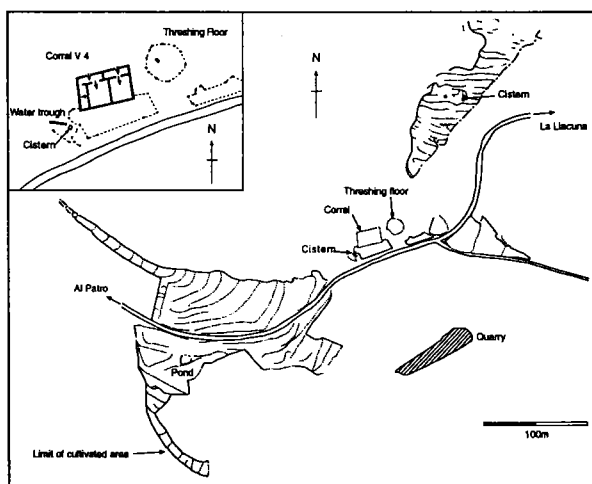 Threshing Floor
Corral V 4
Water trough
Cistern
N
N
Cistern
La Llacuna
Threshing floor
Corral
Cistern
Al Patro
Quarry
Pond
100m
Limit of cultivated area